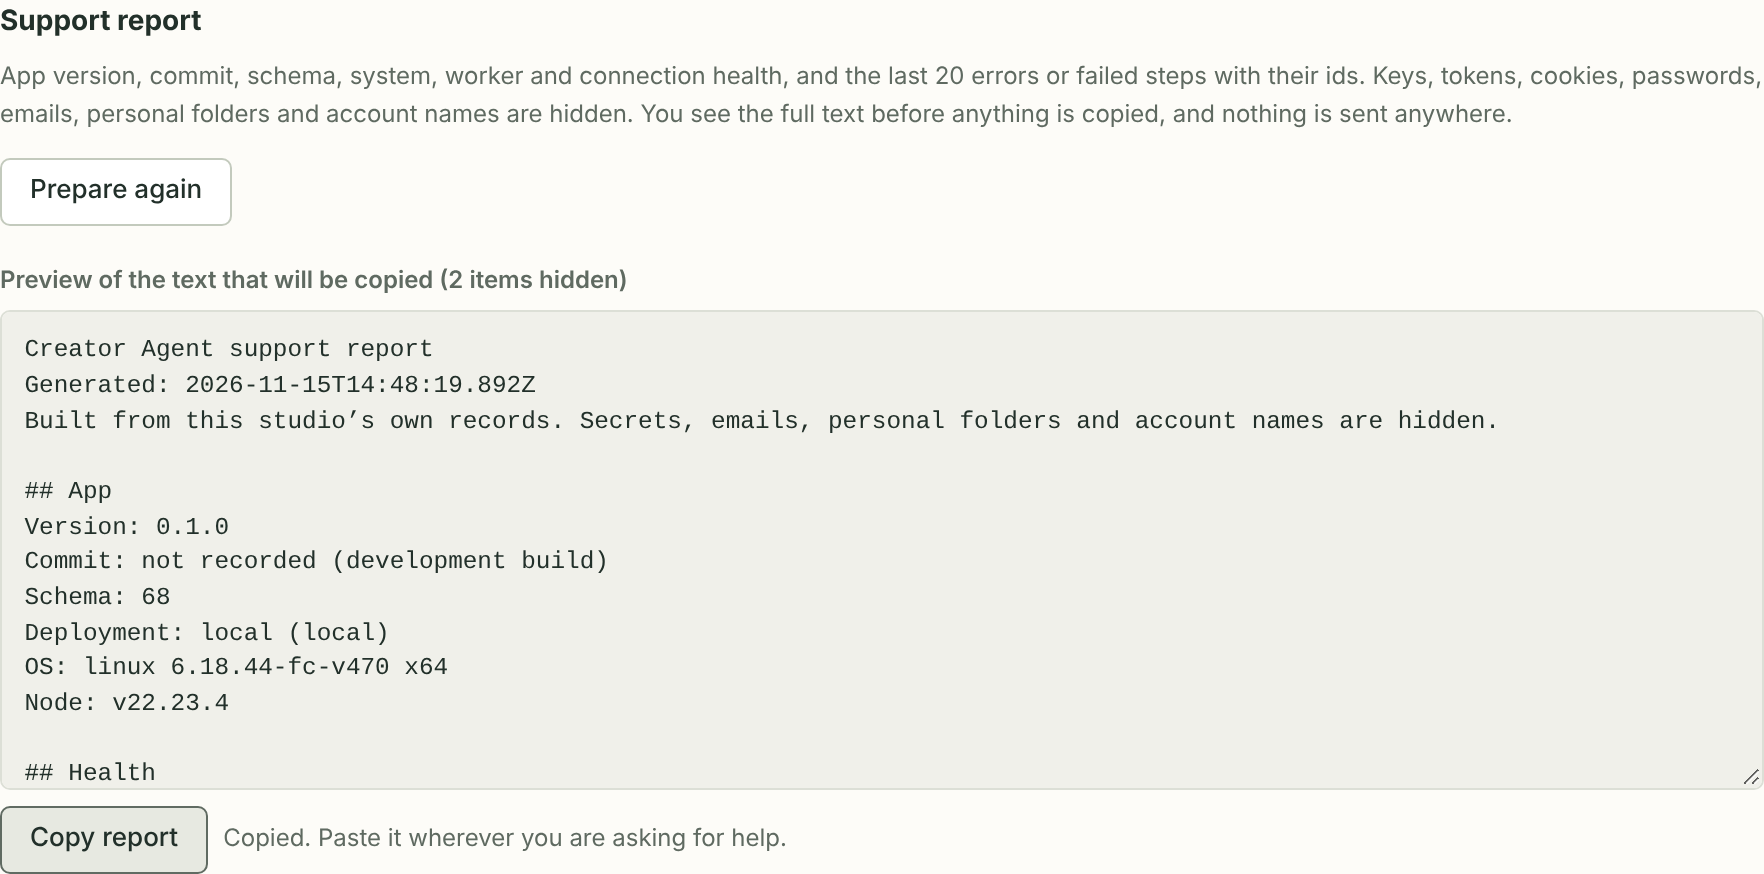 Support report
App version, commit, schema, system, worker and connection health, and the last 20 errors or failed steps with their ids. Keys, tokens, cookies, passwords,
emails, personal folders and account names are hidden. You see the full text before anything is copied, and nothing is sent anywhere.
Prepare again
Preview of the text that will be copied (2 items hidden)
Creator Agent support report
Generated: 2026-11-15T14:48:19.892Z
Built from this studio’s own records. Secrets, emails, personal folders and account names are hidden.
## App
Version: 0.1.0
Commit: not recorded (development build)
Schema: 68
Deployment: local (local)
OS: linux 6.18.44-fc-v470 x64
Node: v22.23.4
## Health
Copy report
Copied. Paste it wherever you are asking for help.